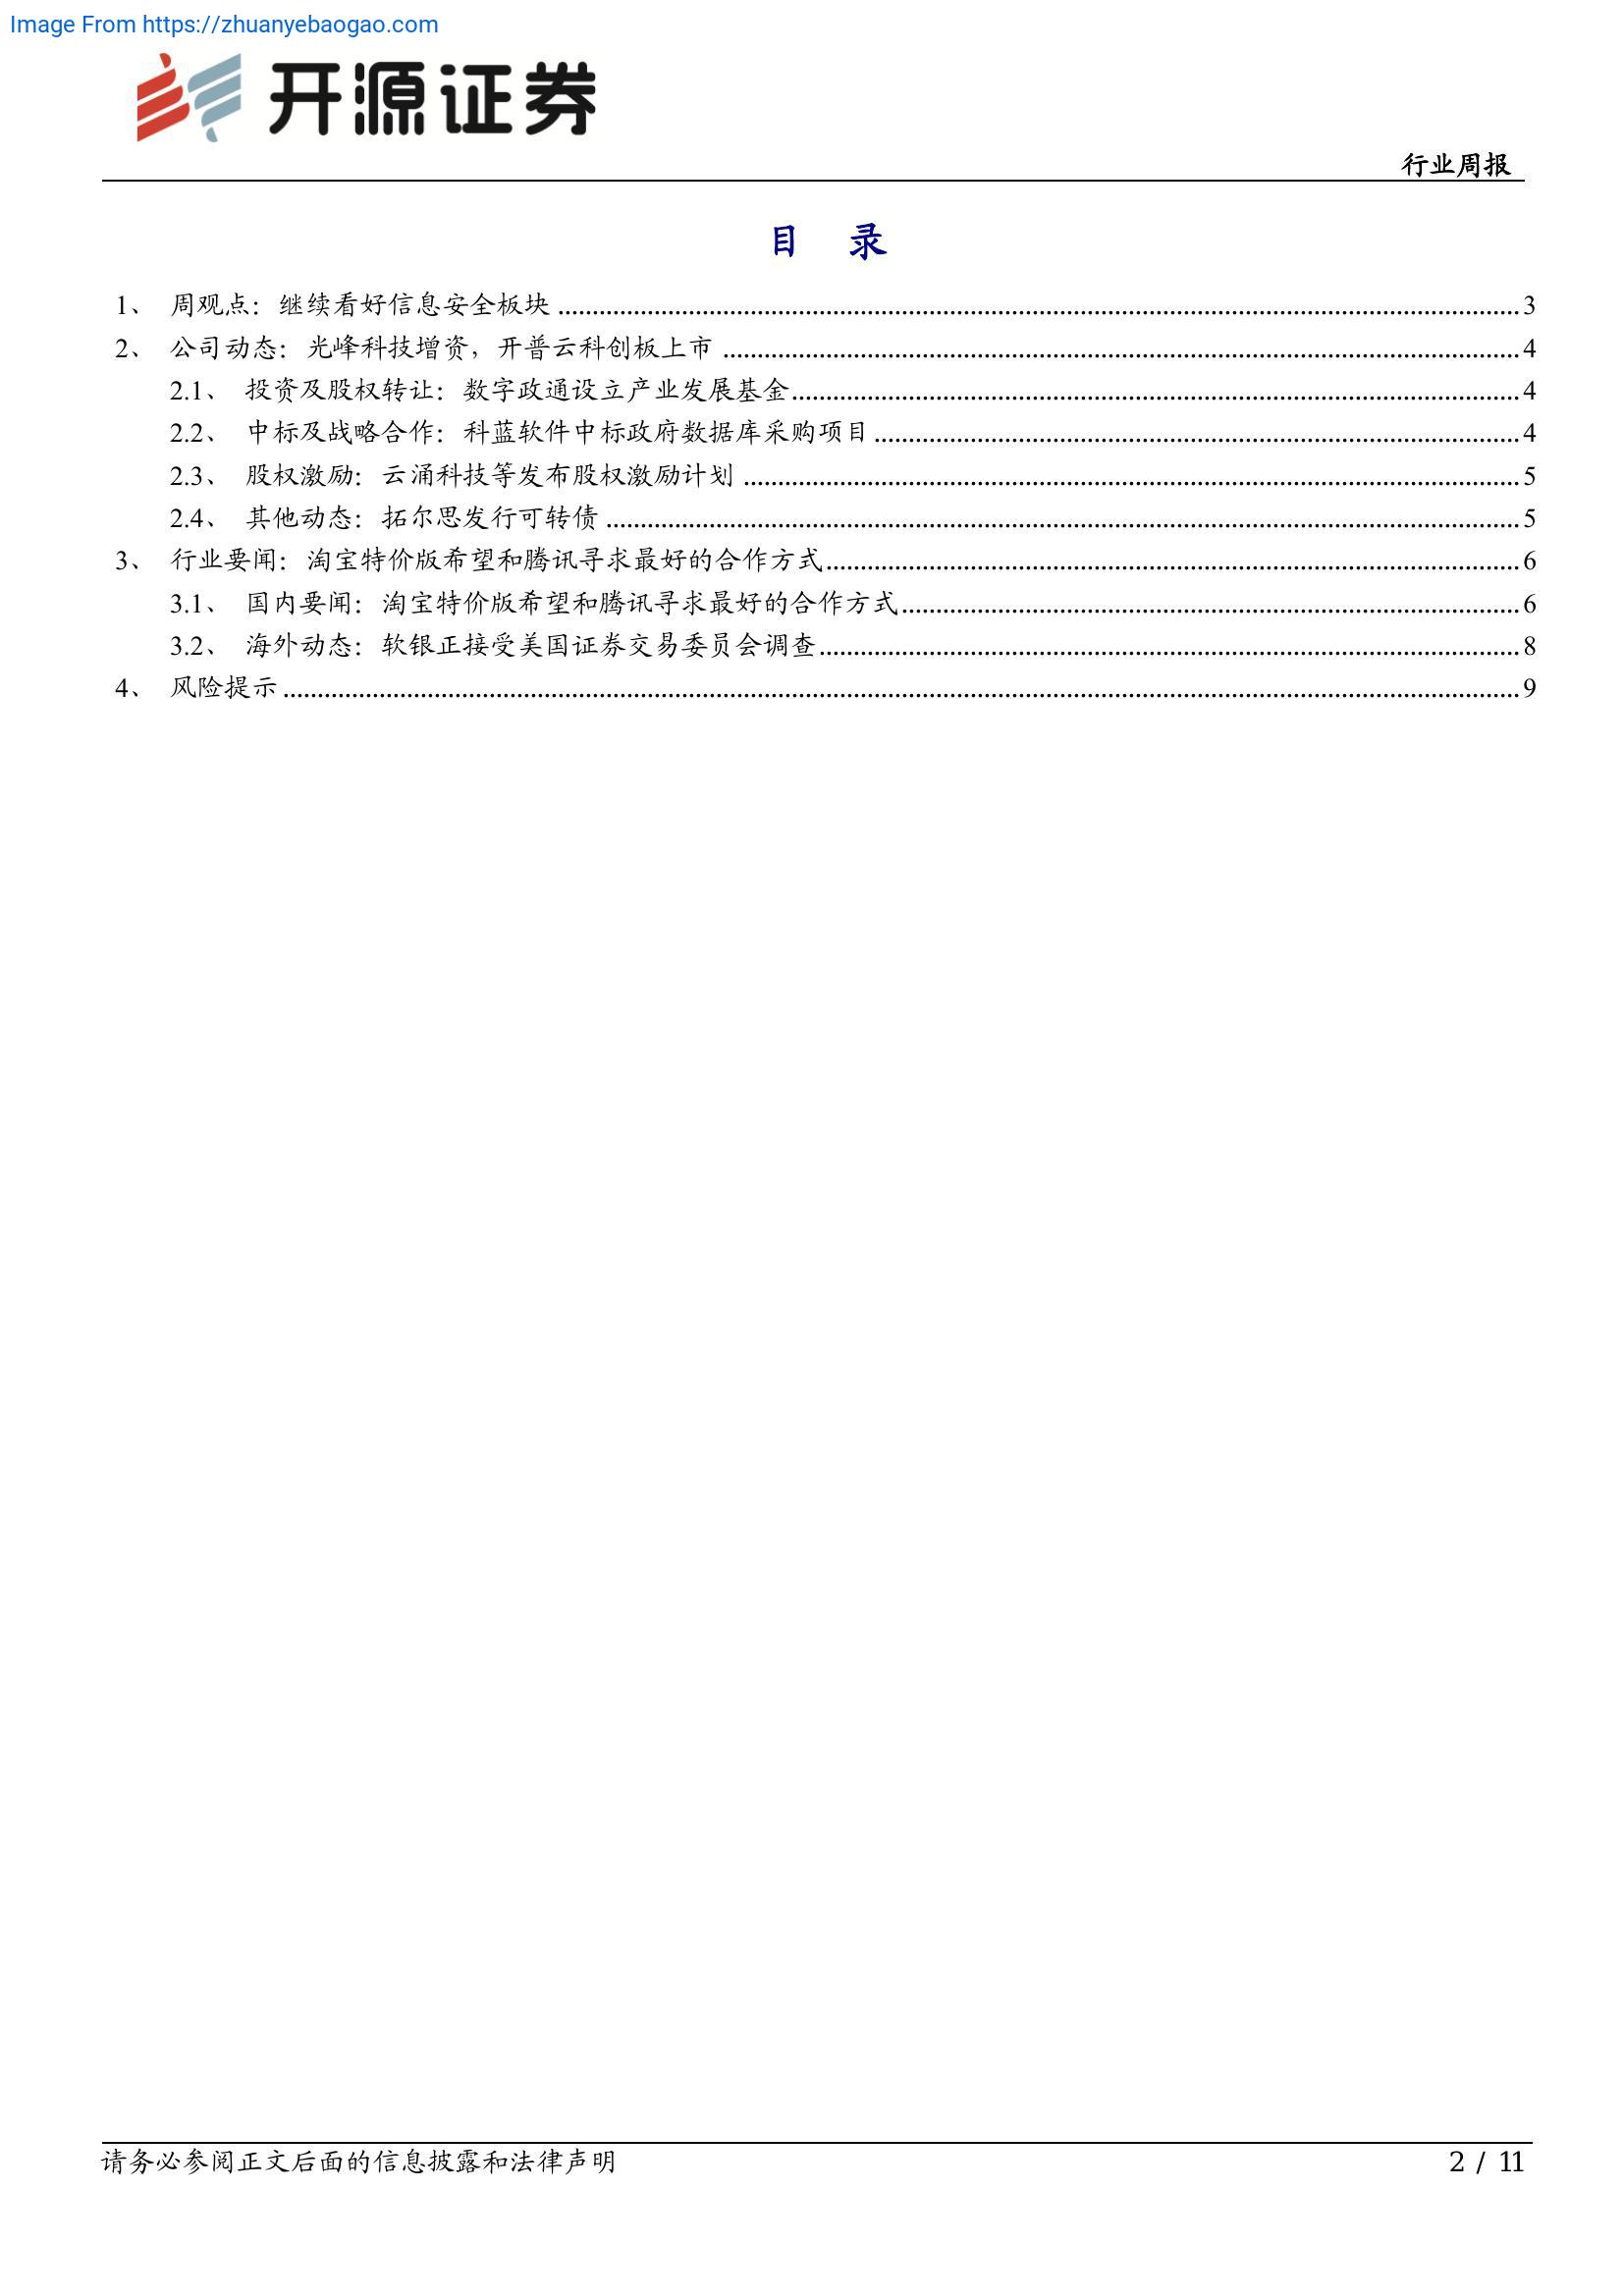 Image From https://zhuanyebaogao.com
开源证券
行业周报
目 录
1、 周观点：继续看好信息安全板块 3
2、 公司动态：光峰科技增资，开普云科创板上市 4
2.1、 投资及股权转让：数字政通设立产业发展基金 4
2.2、 中标及战略合作：科蓝软件中标政府数据库采购项目 4
2.3、 股权激励：云涌科技等发布股权激励计划 5
2.4、 其他动态：拓尔思发行可转债 5
3、 行业要闻：淘宝特价版希望和腾讯寻求最好的合作方式 6
3.1、 国内要闻：淘宝特价版希望和腾讯寻求最好的合作方式 6
3.2、 海外动态：软银正接受美国证券交易委员会调查 8
4、 风险提示 9
请务必参阅正文后面的信息披露和法律声明 2 / 11